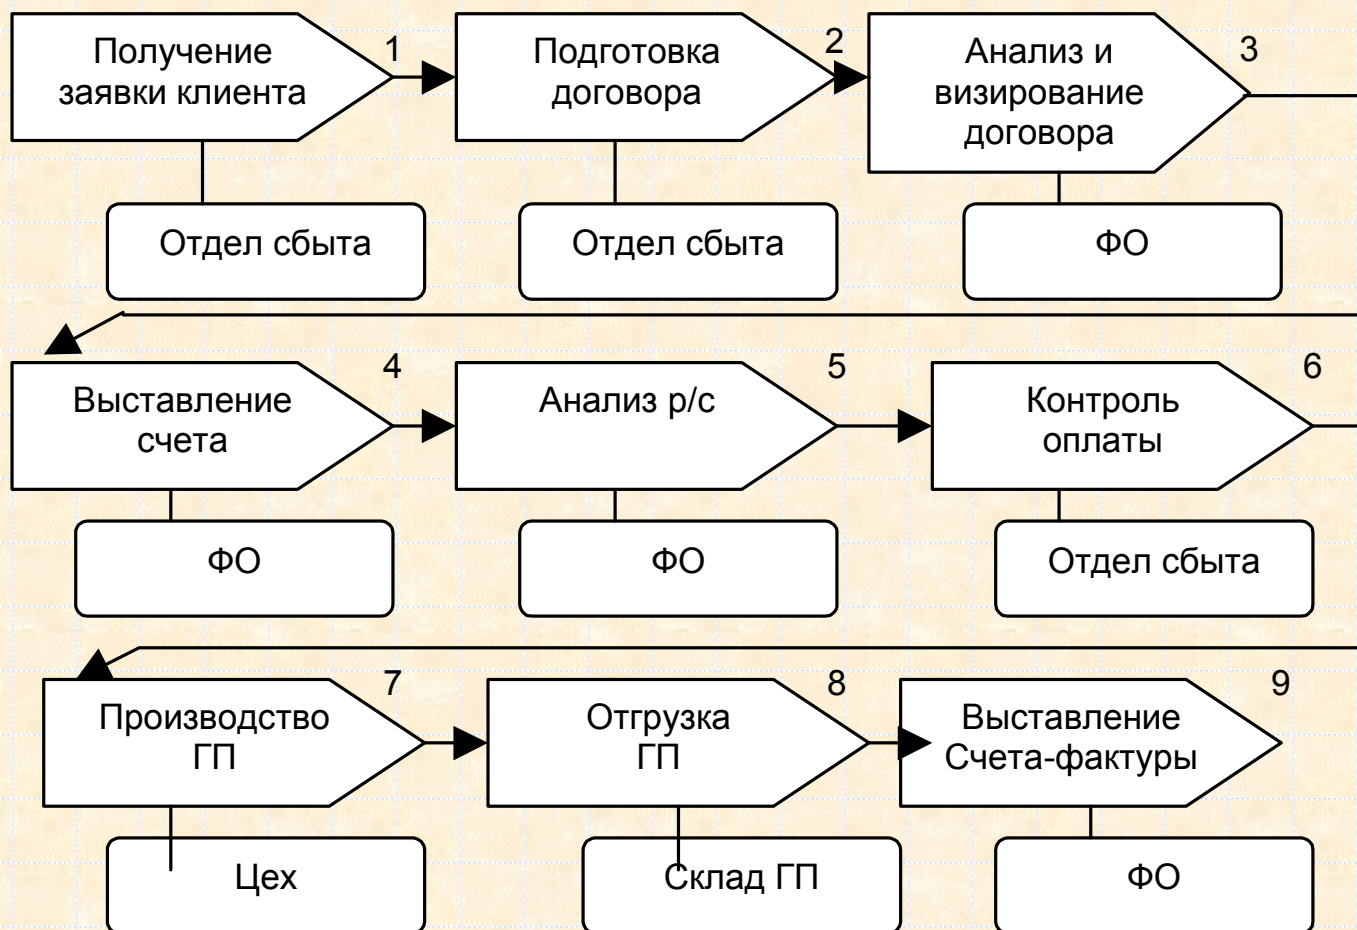 Получение
заявки клиента
1
Подготовка
договора
2
Анализ и
визирование
договора
3
Отдел сбыта
Отдел сбыта
ФО
Выставление
счета
4
Анализ р/с
5
Контроль
оплаты
6
ФО
ФО
Отдел сбыта
Производство
ГП
7
Отгрузка
ГП
8
Выставление
Счета-фактуры
9
Цех
Склад ГП
ФО